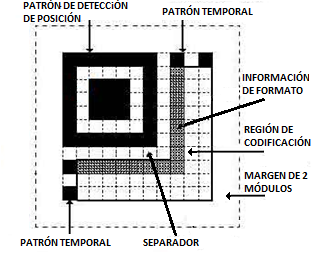 PATRÓN DE DETECCIÓN
DE POSICIÓN
PATRÓN TEMPORAL
INFORMACIÓN
DE FORMATO
REGIÓN DE
CODIFICACIÓN
MARGEN DE 2
MÓDULOS
PATRÓN TEMPORAL
SEPARADOR